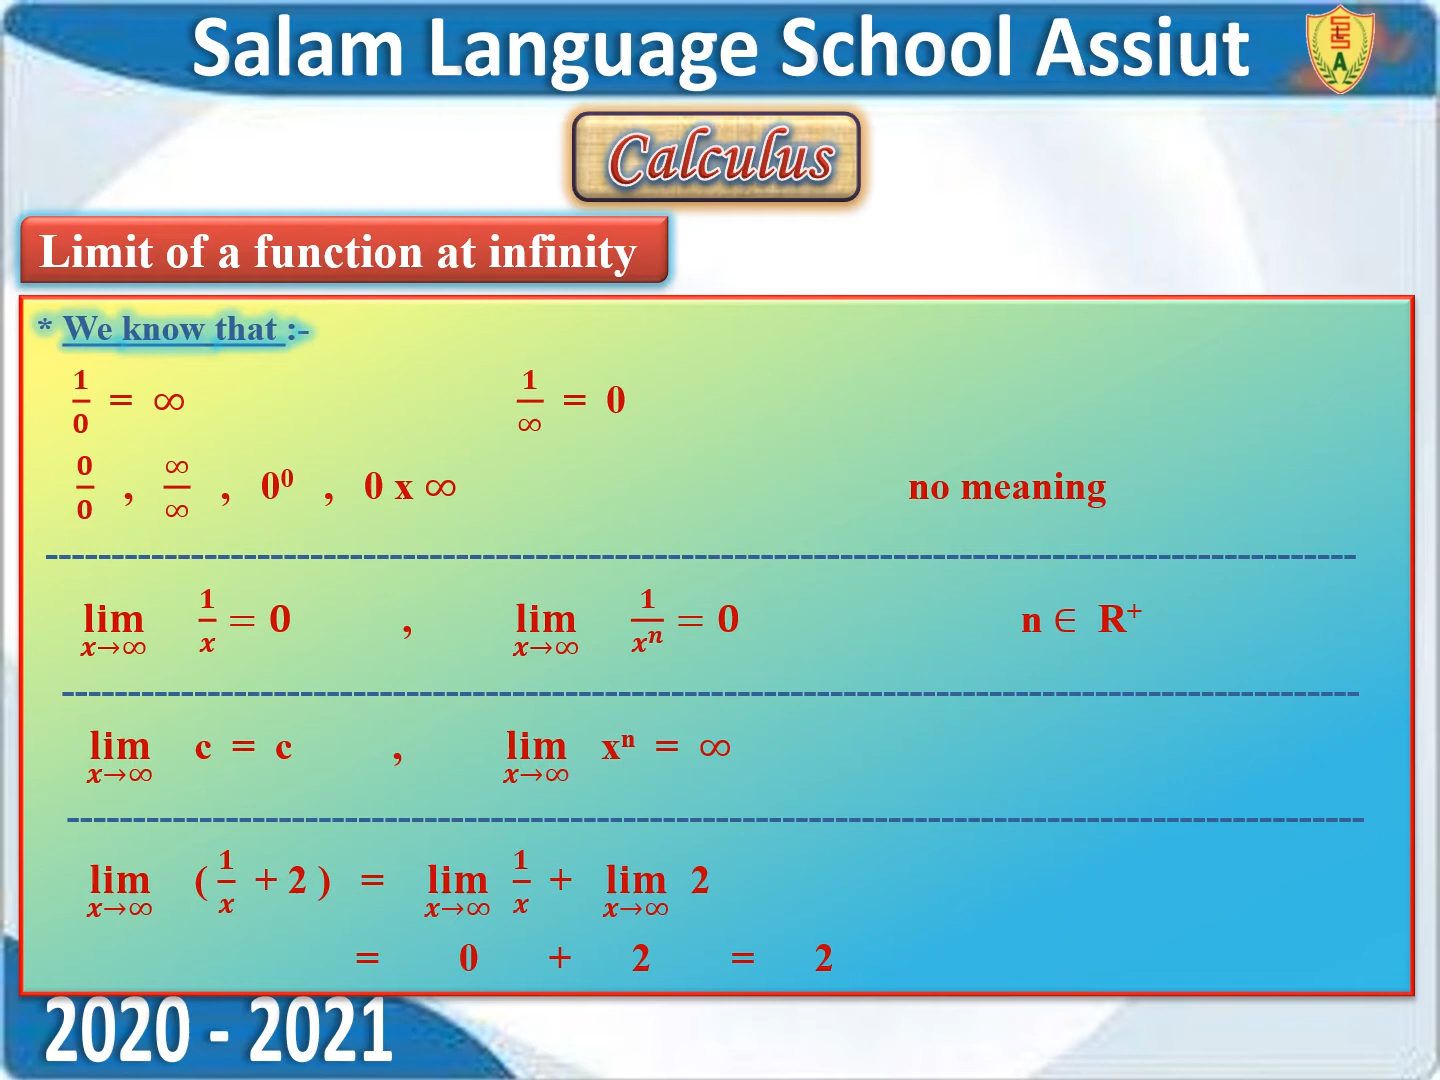 Salam Language School Assiut
Calculus
Limit of a function at infinity
* We know that :-
1/0 = ∞ 1/∞ = 0
0/0 , ∞/∞ , 0⁰ , 0 x ∞ no meaning
lim x→∞ 1/x = 0 , lim x→∞ 1/xⁿ = 0 n ∈ R⁺
lim x→∞ c = c , lim x→∞ xⁿ = ∞
lim x→∞ ( 1/x + 2 ) = lim x→∞ 1/x + lim x→∞ 2
= 0 + 2 = 2
2020 - 2021